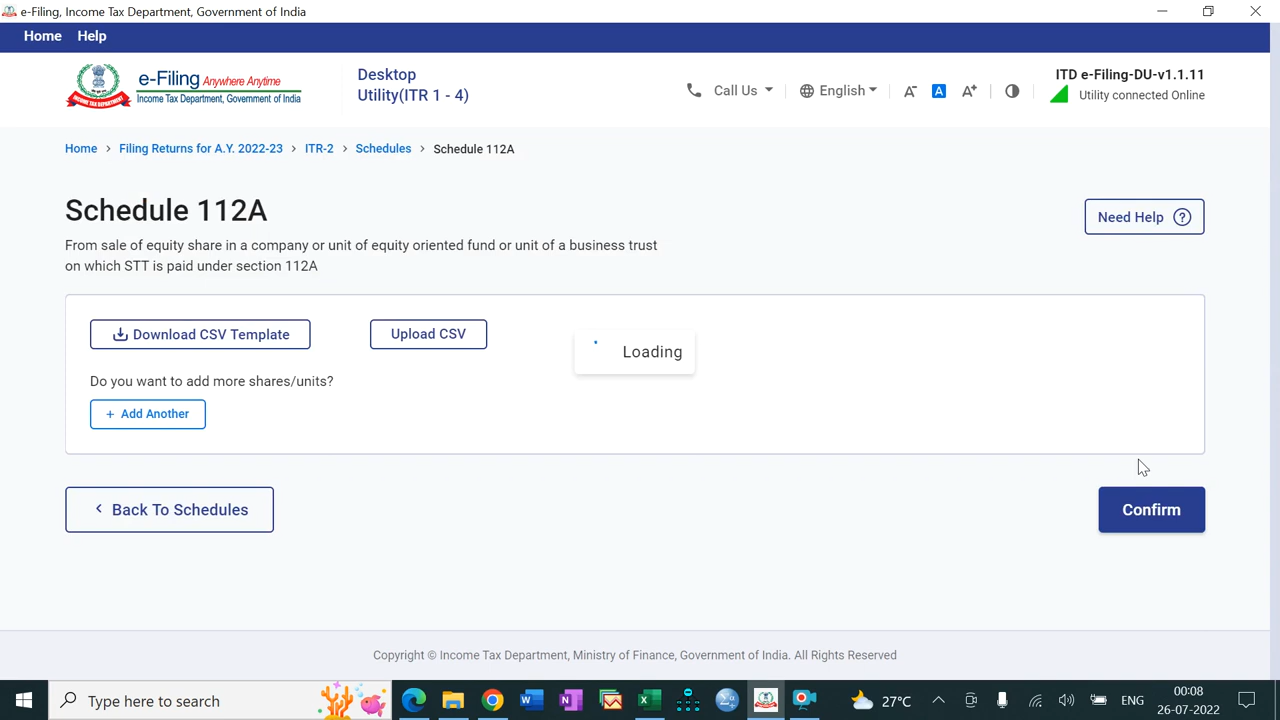 e-Filing, Income Tax Department, Government of India
Home Help
e-Filing Anywhere Anytime
Income Tax Department, Government of India
Desktop
Utility(ITR 1 - 4)
Call Us
English
A-
A
A+
ITD e-Filing-DU-v1.1.11
Utility connected Online
Home > Filing Returns for A.Y. 2022-23 > ITR-2 > Schedules > Schedule 112A
Schedule 112A
Need Help ?
From sale of equity share in a company or unit of equity oriented fund or unit of a business trust
on which STT is paid under section 112A
Download CSV Template
Upload CSV
Loading
Do you want to add more shares/units?
+ Add Another
< Back To Schedules
Confirm
Copyright © Income Tax Department, Ministry of Finance, Government of India. All Rights Reserved
Type here to search
27°C
ENG
00:08
26-07-2022